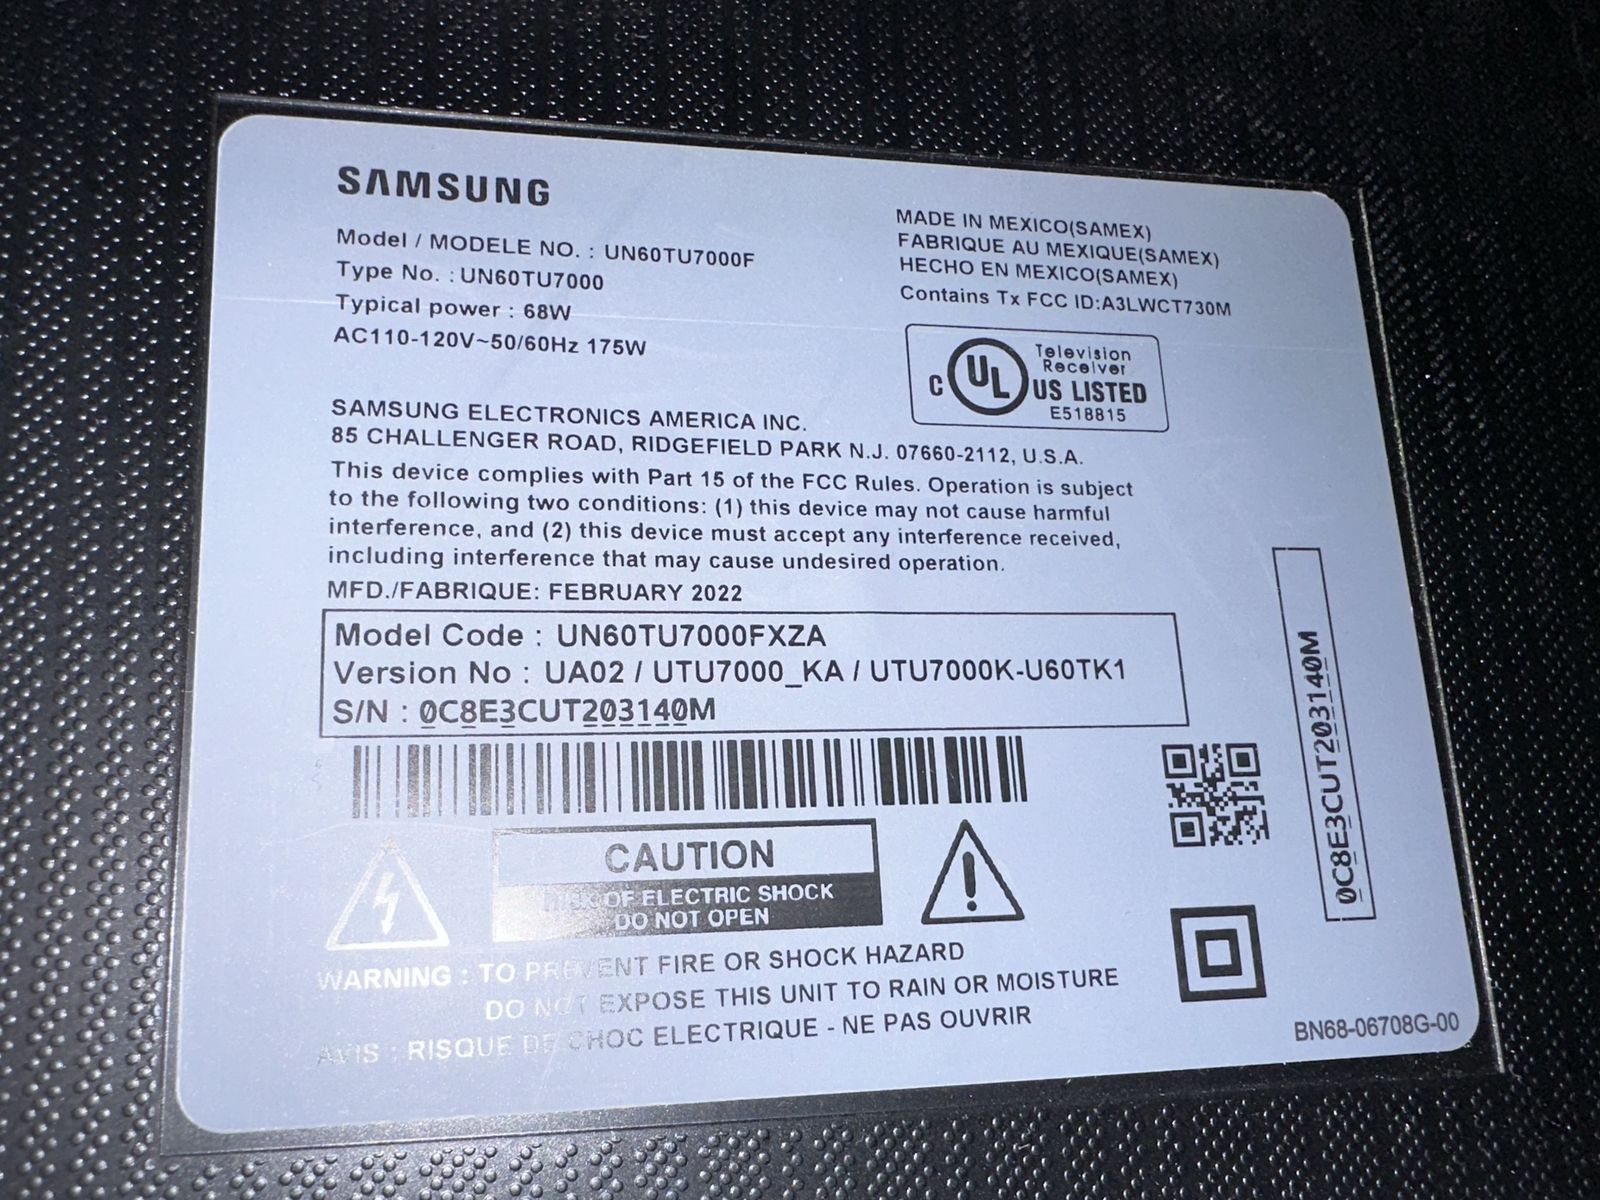 SAMSUNG
Model / MODELE NO. : UN60TU7000F
Type No. : UN60TU7000
Typical power : 68W
AC110-120V~50/60Hz 175W
MADE IN MEXICO(SAMEX)
FABRIQUE AU MEXIQUE(SAMEX)
HECHO EN MEXICO(SAMEX)
Contains Tx FCC ID:A3LWCT730M
C UL US LISTED
Television
Receiver
E518815
SAMSUNG ELECTRONICS AMERICA INC.
85 CHALLENGER ROAD, RIDGEFIELD PARK N.J. 07660-2112, U.S.A.
This device complies with Part 15 of the FCC Rules. Operation is subject
to the following two conditions: (1) this device may not cause harmful
interference, and (2) this device must accept any interference received,
including interference that may cause undesired operation.
MFD./FABRIQUE: FEBRUARY 2022
Model Code : UN60TU7000FXZA
Version No : UA02 / UTU7000_KA / UTU7000K-U60TK1
S/N : 0C8E3CUT203140M
0C8E3CUT203140M
CAUTION
RISK OF ELECTRIC SHOCK
DO NOT OPEN
WARNING : TO PREVENT FIRE OR SHOCK HAZARD
DO NOT EXPOSE THIS UNIT TO RAIN OR MOISTURE
AVIS : RISQUE DE CHOC ELECTRIQUE - NE PAS OUVRIR
BN68-06708G-00